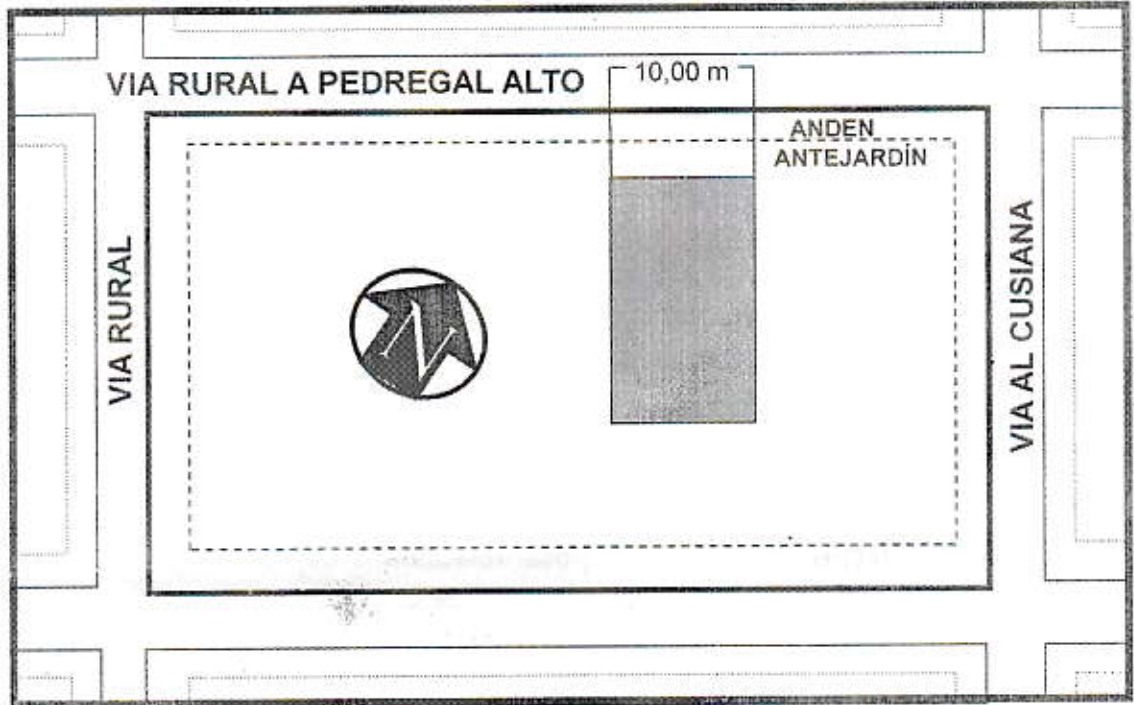 VIA RURAL A PEDREGAL ALTO
10,00 m
ANDEN
ANTEJARDÍN
VIA RURAL
N
VIA AL CUSIANA